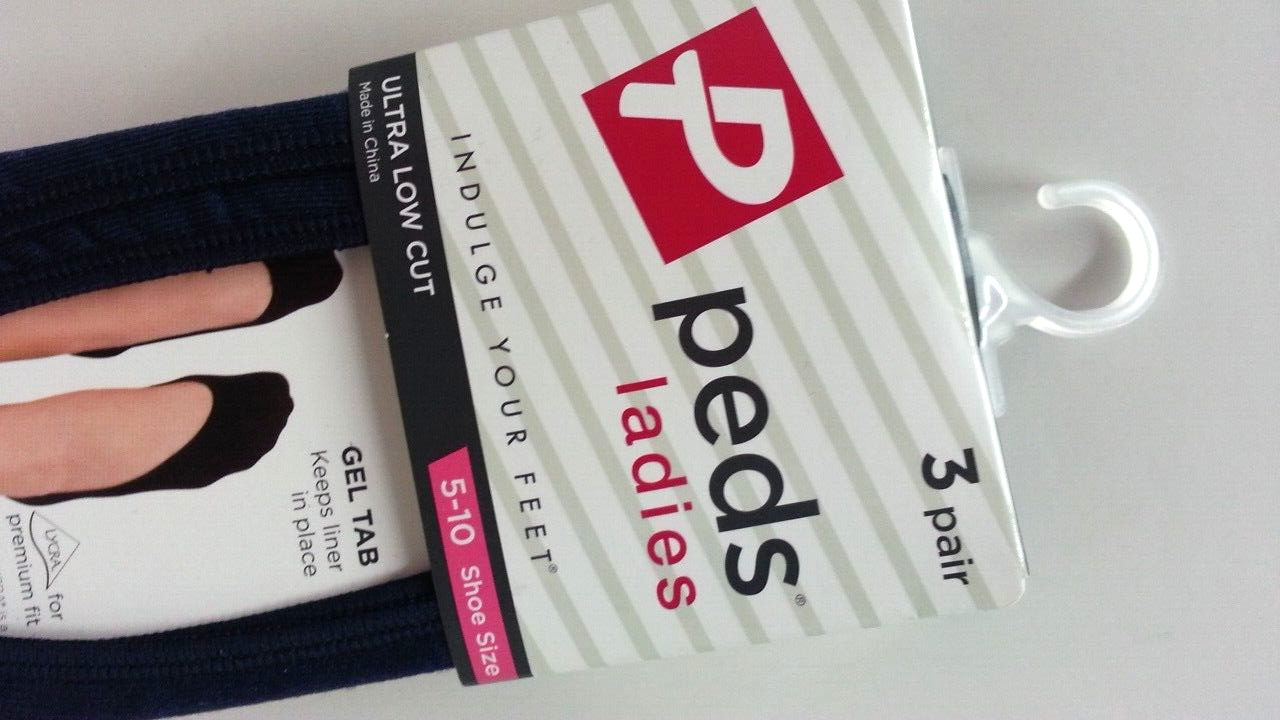 3 pair
peds®
ladies
INDULGE YOUR FEET®
ULTRA LOW CUT
Made in China
5-10 Shoe Size
GEL TAB
Keeps liner
in place
LYCRA for
premium fit